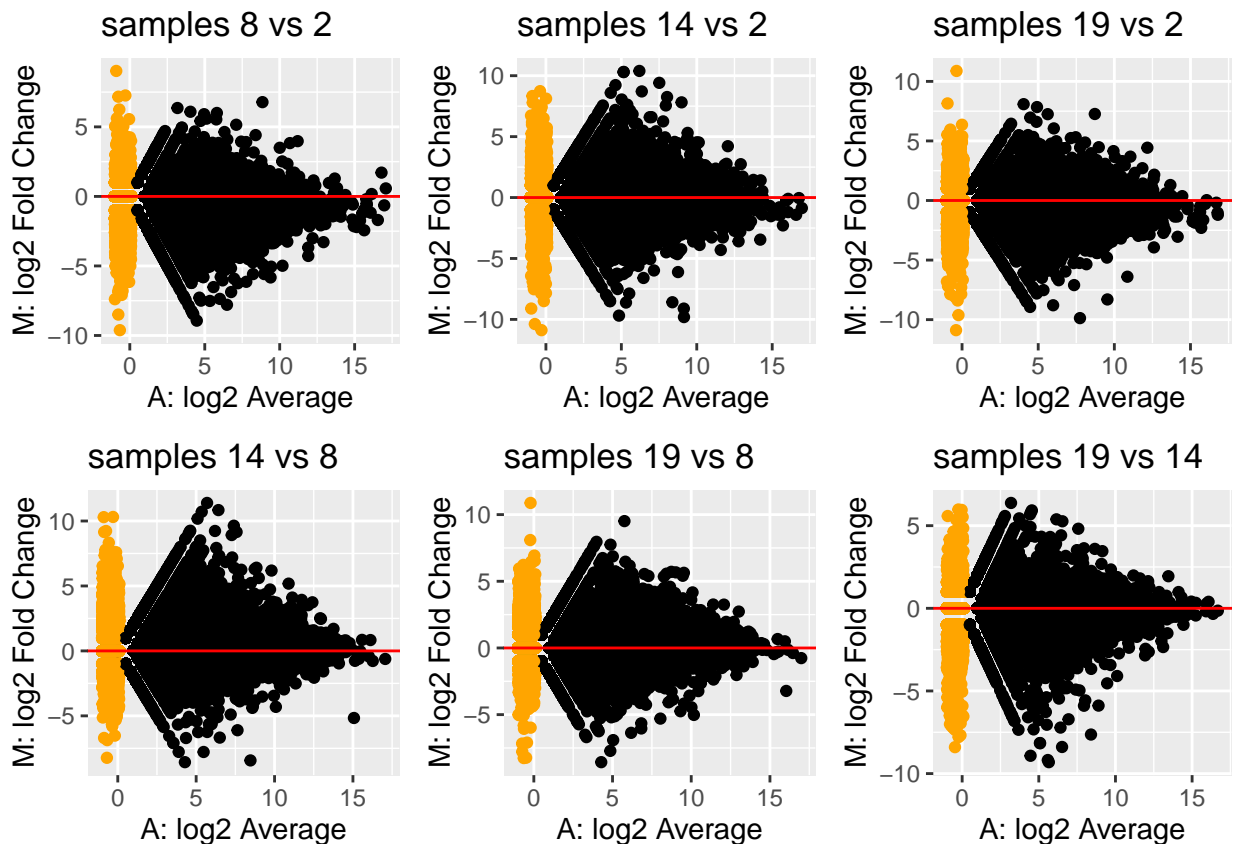 samples 8 vs 2
M: log2 Fold Change
5
0
−5
−10
0
5
10
15
A: log2 Average
samples 14 vs 2
M: log2 Fold Change
10
5
0
−5
−10
0
5
10
15
A: log2 Average
samples 19 vs 2
M: log2 Fold Change
10
5
0
−5
−10
0
5
10
15
A: log2 Average
samples 14 vs 8
M: log2 Fold Change
10
5
0
−5
0
5
10
15
A: log2 Average
samples 19 vs 8
M: log2 Fold Change
10
5
0
−5
0
5
10
15
A: log2 Average
samples 19 vs 14
M: log2 Fold Change
5
0
−5
−10
0
5
10
15
A: log2 Average